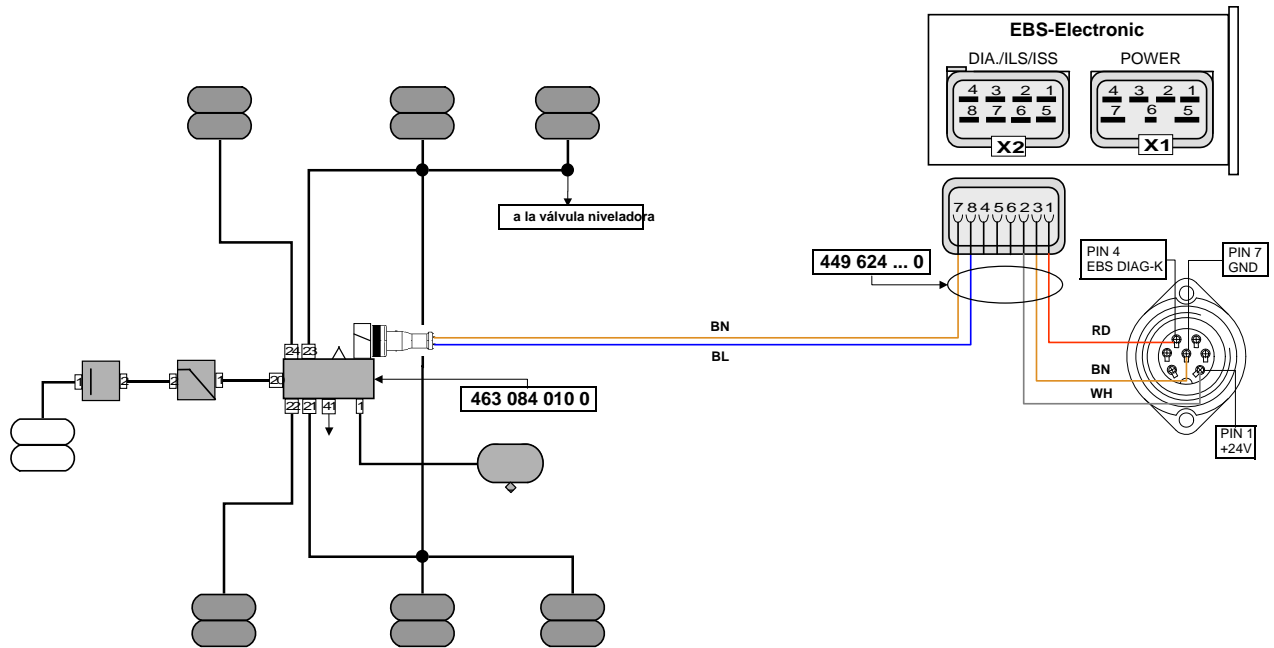 EBS-Electronic
DIA./ILS/ISS
POWER
4 3 2 1
8 7 6 5
X2
4 3 2 1
7 6 5
X1
a la válvula niveladora
7 8 4 5 6 2 3 1
449 624 ... 0
PIN 4
EBS DIAG-K
PIN 7
GND
BN
BL
RD
BN
WH
PIN 1
+24V
24 23
1 2 2 1 20
463 084 010 0
22 21 41 1